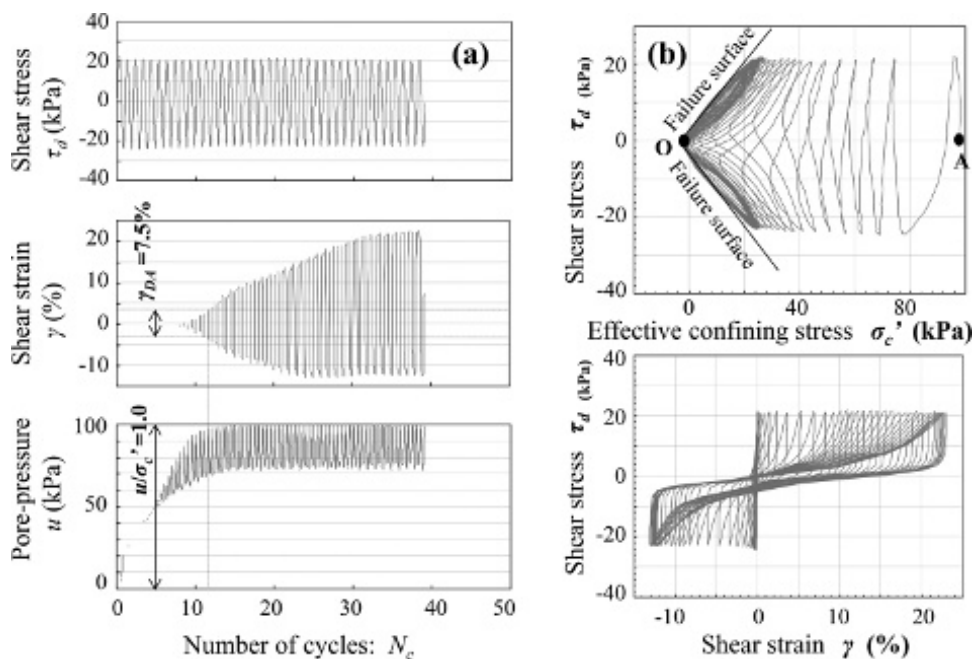 (a)
Shear stress
τd (kPa)
40
20
0
-20
-40
Shear strain
γ (%)
20
10
0
-10
γDA =7.5%
Pore-pressure
u (kPa)
100
50
0
u/σc'=1.0
0 10 20 30 40 50
Number of cycles: Nc
(b)
Shear stress τd (kPa)
40
20
0
-20
-40
Failure surface
O
A
Failure surface
0 20 40 60 80
Effective confining stress σc' (kPa)
Shear stress τd (kPa)
40
20
0
-20
-40
-10 0 10 20
Shear strain γ (%)